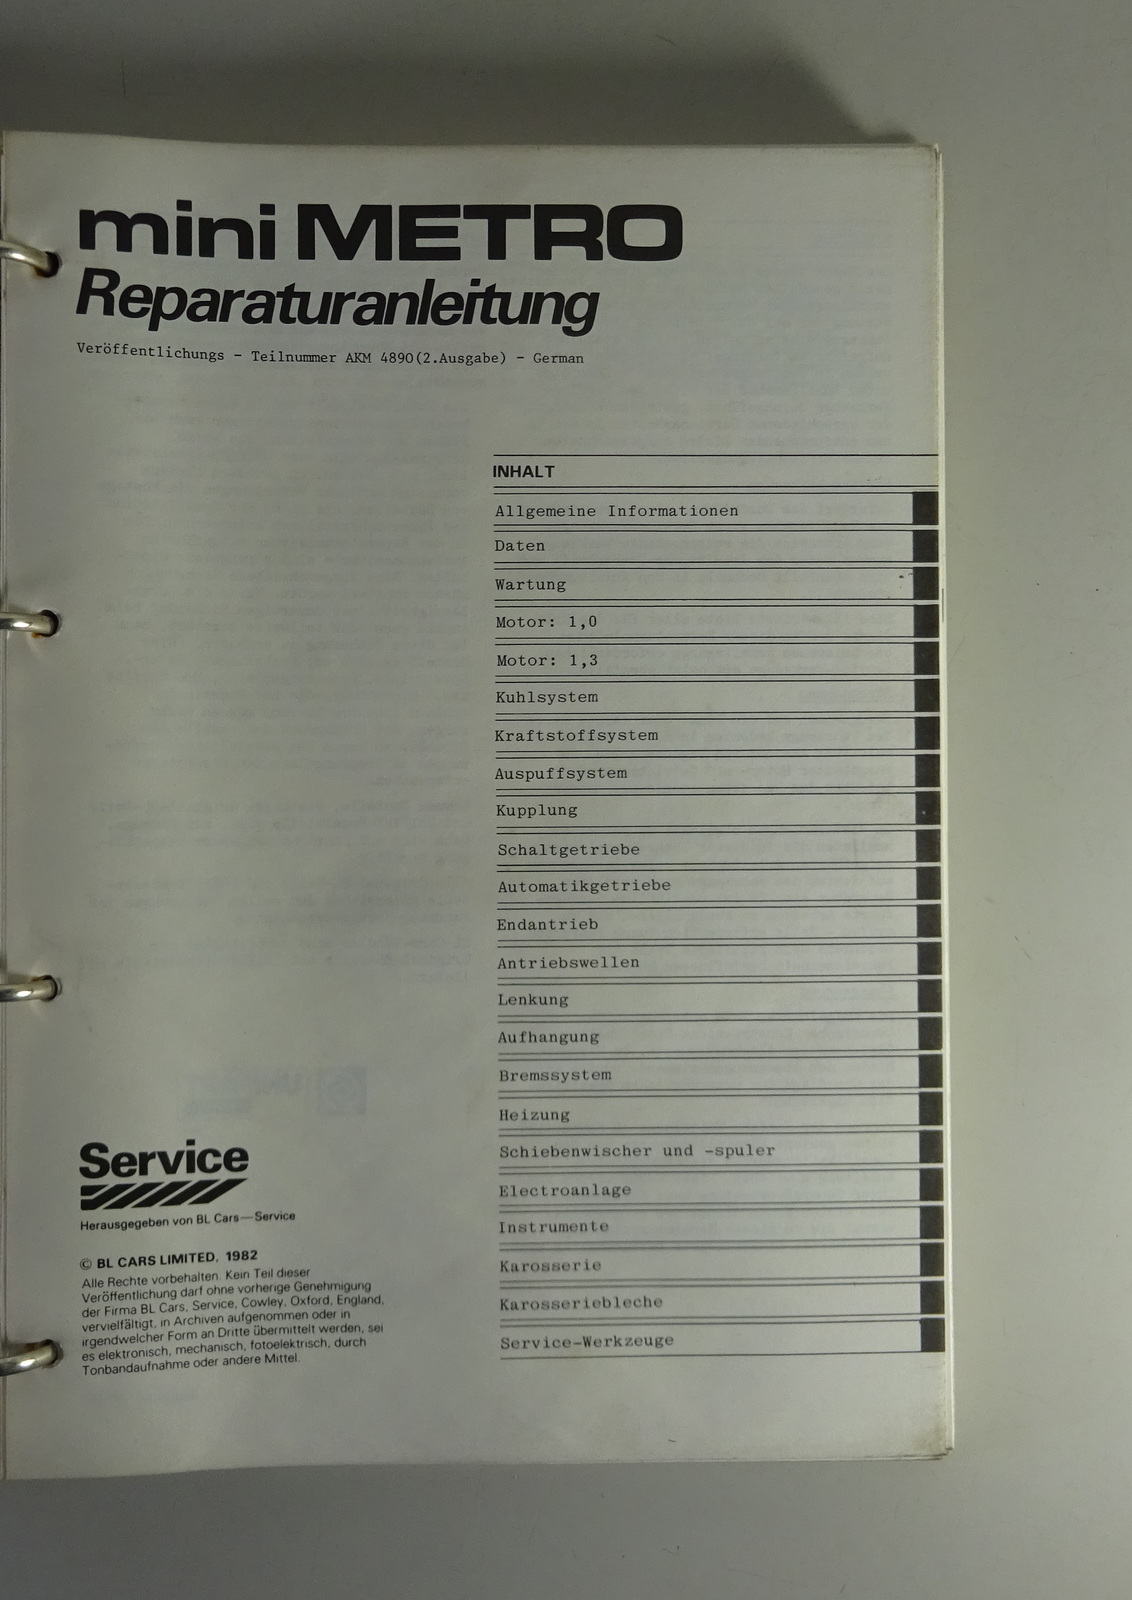 mini METRO
Reparaturanleitung
Veröffentlichungs - Teilnummer AKM 4890(2.Ausgabe) - German
INHALT
Allgemeine Informationen
Daten
Wartung
Motor: 1,0
Motor: 1,3
Kuhlsystem
Kraftstoffsystem
Auspuffsystem
Kupplung
Schaltgetriebe
Automatikgetriebe
Endantrieb
Antriebswellen
Lenkung
Aufhangung
Bremssystem
Heizung
Schiebenwischer und -spuler
Electroanlage
Instrumente
Karosserie
Karosseriebleche
Service-Werkzeuge
Service
Herausgegeben von BL Cars—Service
© BL CARS LIMITED, 1982
Alle Rechte vorbehalten. Kein Teil dieser
Veröffentlichung darf ohne vorherige Genehmigung
der Firma BL Cars, Service, Cowley, Oxford, England,
vervielfältigt, in Archiven aufgenommen oder in
irgendwelcher Form an Dritte übermittelt werden, sei
es elektronisch, mechanisch, fotoelektrisch, durch
Tonbandaufnahme oder andere Mittel.